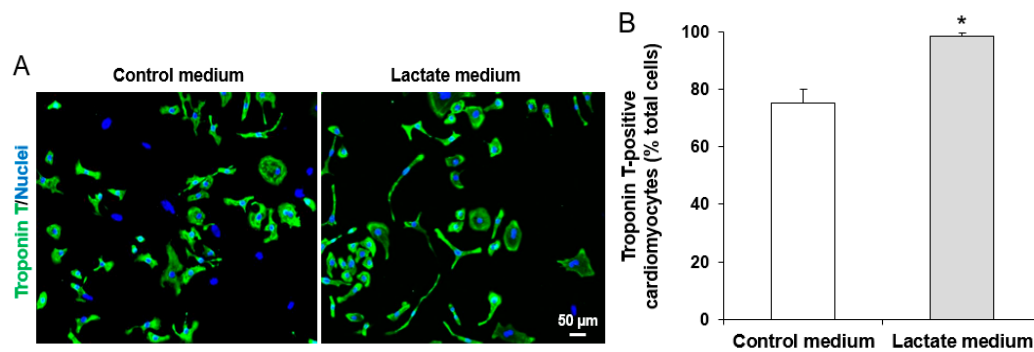 A
Control medium
Lactate medium
Troponin T/Nuclei
50 µm
B
Troponin T-positive
cardiomyocytes (% total cells)
100
80
60
40
20
0
*
Control medium
Lactate medium